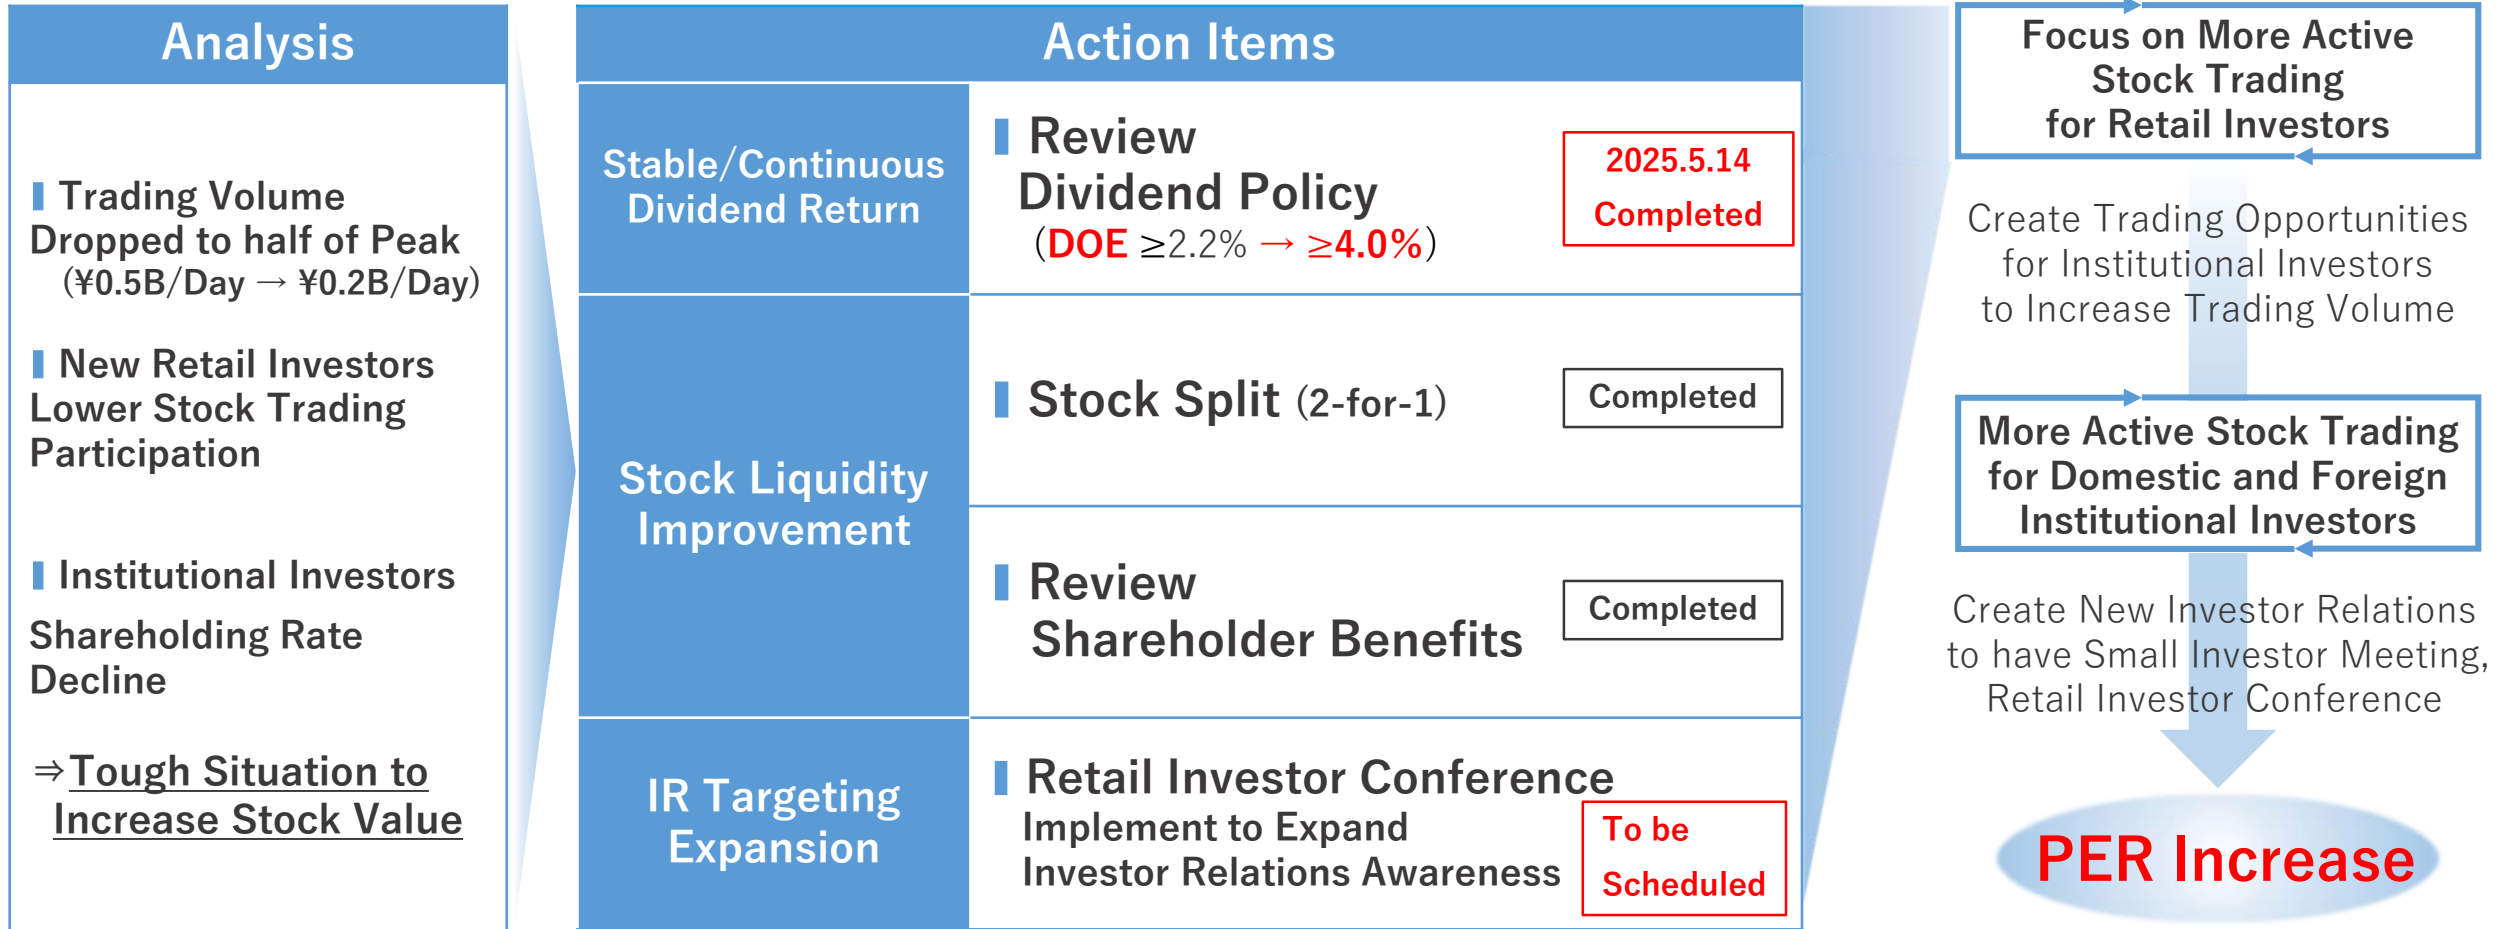 Analysis
▌Trading Volume
Dropped to half of Peak
(¥0.5B/Day → ¥0.2B/Day)
▌New Retail Investors
Lower Stock Trading
Participation
▌Institutional Investors
Shareholding Rate
Decline
⇒Tough Situation to
Increase Stock Value
Action Items
Stable/Continuous
Dividend Return
▌Review
Dividend Policy
(DOE ≥2.2% → ≥4.0%)
2025.5.14
Completed
Stock Liquidity
Improvement
▌Stock Split (2-for-1)
Completed
▌Review
Shareholder Benefits
Completed
IR Targeting
Expansion
▌Retail Investor Conference
Implement to Expand
Investor Relations Awareness
To be
Scheduled
Focus on More Active
Stock Trading
for Retail Investors
Create Trading Opportunities
for Institutional Investors
to Increase Trading Volume
More Active Stock Trading
for Domestic and Foreign
Institutional Investors
Create New Investor Relations
to have Small Investor Meeting,
Retail Investor Conference
PER Increase